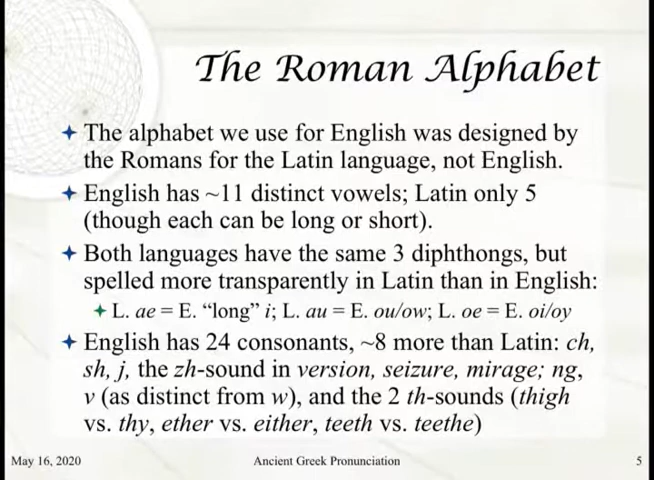 The Roman Alphabet
The alphabet we use for English was designed by
the Romans for the Latin language, not English.
English has ~11 distinct vowels; Latin only 5
(though each can be long or short).
Both languages have the same 3 diphthongs, but
spelled more transparently in Latin than in English:
L. ae = E. “long” i; L. au = E. ou/ow; L. oe = E. oi/oy
English has 24 consonants, ~8 more than Latin: ch,
sh, j, the zh-sound in version, seizure, mirage; ng,
v (as distinct from w), and the 2 th-sounds (thigh
vs. thy, ether vs. either, teeth vs. teethe)
May 16, 2020 Ancient Greek Pronunciation 5